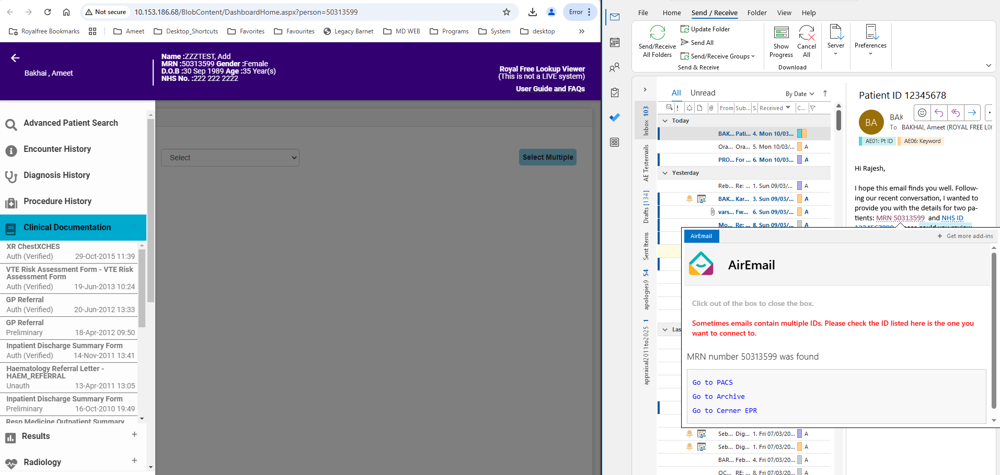 Not secure
10.153.186.68/BlobContent/DashboardHome.aspx?person=50313599
Error
Royalfree Bookmarks
Ameet
Desktop_Shortcuts
Favorites
Favourites
Legacy Barnet
MD WEB
Programs
System
desktop
»
Bakhai , Ameet
Name :ZZZTEST, Add
MRN :50313599 Gender :Female
D.O.B :30 Sep 1989 Age :35 Year(s)
NHS No. :222 222 2222
Royal Free Lookup Viewer
(This is not a LIVE system)
User Guide and FAQs
Advanced Patient Search
Encounter History
Diagnosis History
Procedure History
Clinical Documentation
XR ChestXCHES
Auth (Verified) 29-Oct-2015 11:39
VTE Risk Assessment Form - VTE Risk
Assessment Form
Auth (Verified) 19-Jun-2013 10:24
GP Referral
Auth (Verified) 20-Jun-2012 13:33
GP Referral
Preliminary 18-Apr-2012 09:50
Inpatient Discharge Summary Form
Auth (Verified) 14-Nov-2011 13:41
Haematology Referral Letter -
HAEM_REFERRAL
Unauth 13-Apr-2011 13:05
Inpatient Discharge Summary Form
Preliminary 16-Oct-2010 19:49
Resp Medicine Outpatient Summary
Results +
Radiology +
Select
Select Multiple
File Home Send / Receive Folder View Help
Send/Receive
All Folders
Update Folder
Send All
Send/Receive Groups
Send & Receive
Show
Progress
Cancel
All
Download
Server
Preferences
Inbox 103
AE Testemails
Drafts [134]
Sent Items
apologies9 54
appraisal2011to2025 1
All Unread
By Date
! From Sub... S. Received C...
Today
BAK... Pati... 4. Mon 10/03...
Ora... Ora... 5. Mon 10/03/... A
PRO... For ... 6. Mon 10/03... A
Yesterday
Reb... Re: ... 1. Sun 09/03/... A
BAK... Kar... 3. Sun 09/03/... A
vars... Fw... 6. Sun 09/03/... A
Mo... Re: ... 8. Sun 09/03/... A
Las
Seb... Dig... 1. Fri 07/03/20... A
Seb... Dig... 1. Fri 07/03/20... A
BAR... Feb... 4. Fri 07/03/20... A
OC... RE: ... 8. Fri 07/03/20... A
Patient ID 12345678
BA
BAK
To BAKHAI, Ameet (ROYAL FREE L
AE01: Pt ID
AE06: Keyword
Hi Rajesh,
I hope this email finds you well. Follow-
ing our recent conversation, I wanted to
provide you with the details for two pa-
tients: MRN 50313599 and NHS ID
could you review
AirEmail
+ Get more add-ins
AirEmail
Click out of the box to close the box.
Sometimes emails contain multiple IDs. Please check the ID listed here is the one you
want to connect to.
MRN number 50313599 was found
Go to PACS
Go to Archive
Go to Cerner EPR